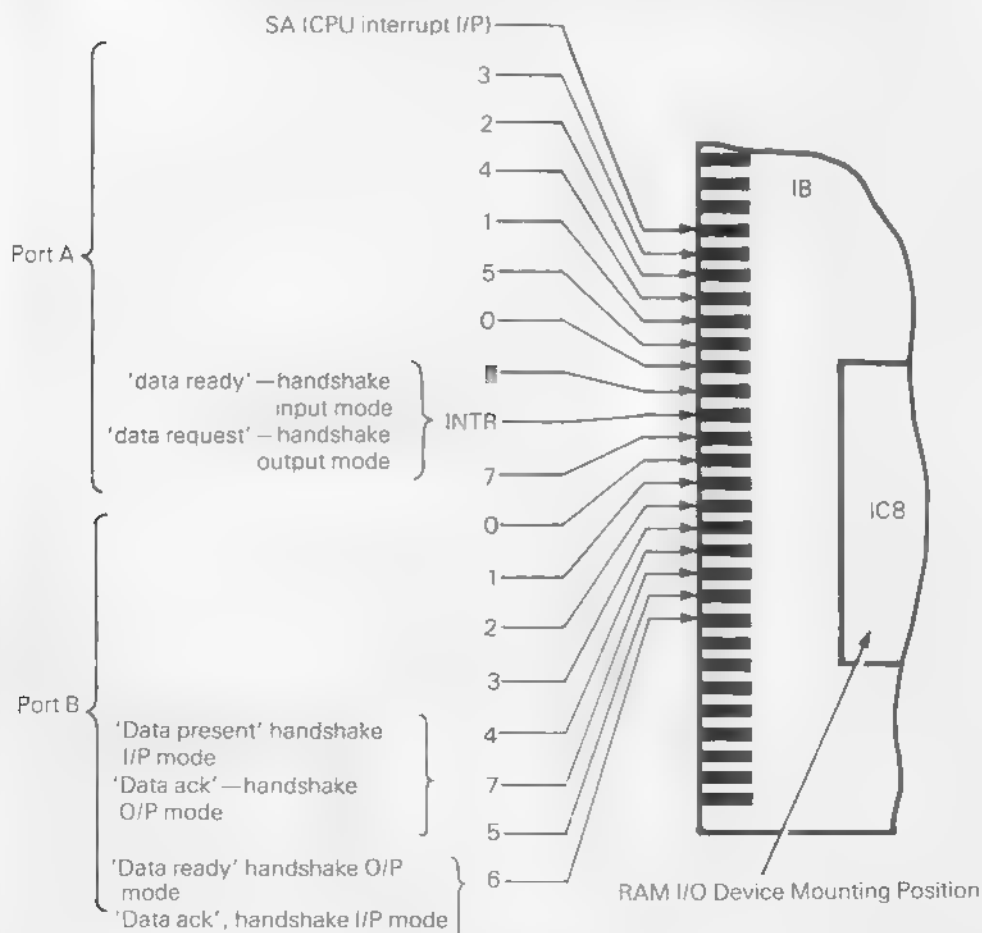 SA (CPU interrupt I/P)
3
2
4
1
5
0
Port A
'data ready' — handshake
input mode
'data request' — handshake
output mode
INTR
7
0
1
2
3
Port B
'Data present' handshake
I/P mode
'Data ack' — handshake
O/P mode
4
7
5
'Data ready' handshake O/P
mode
'Data ack', handshake I/P mode
6
IB
IC8
RAM I/O Device Mounting Position